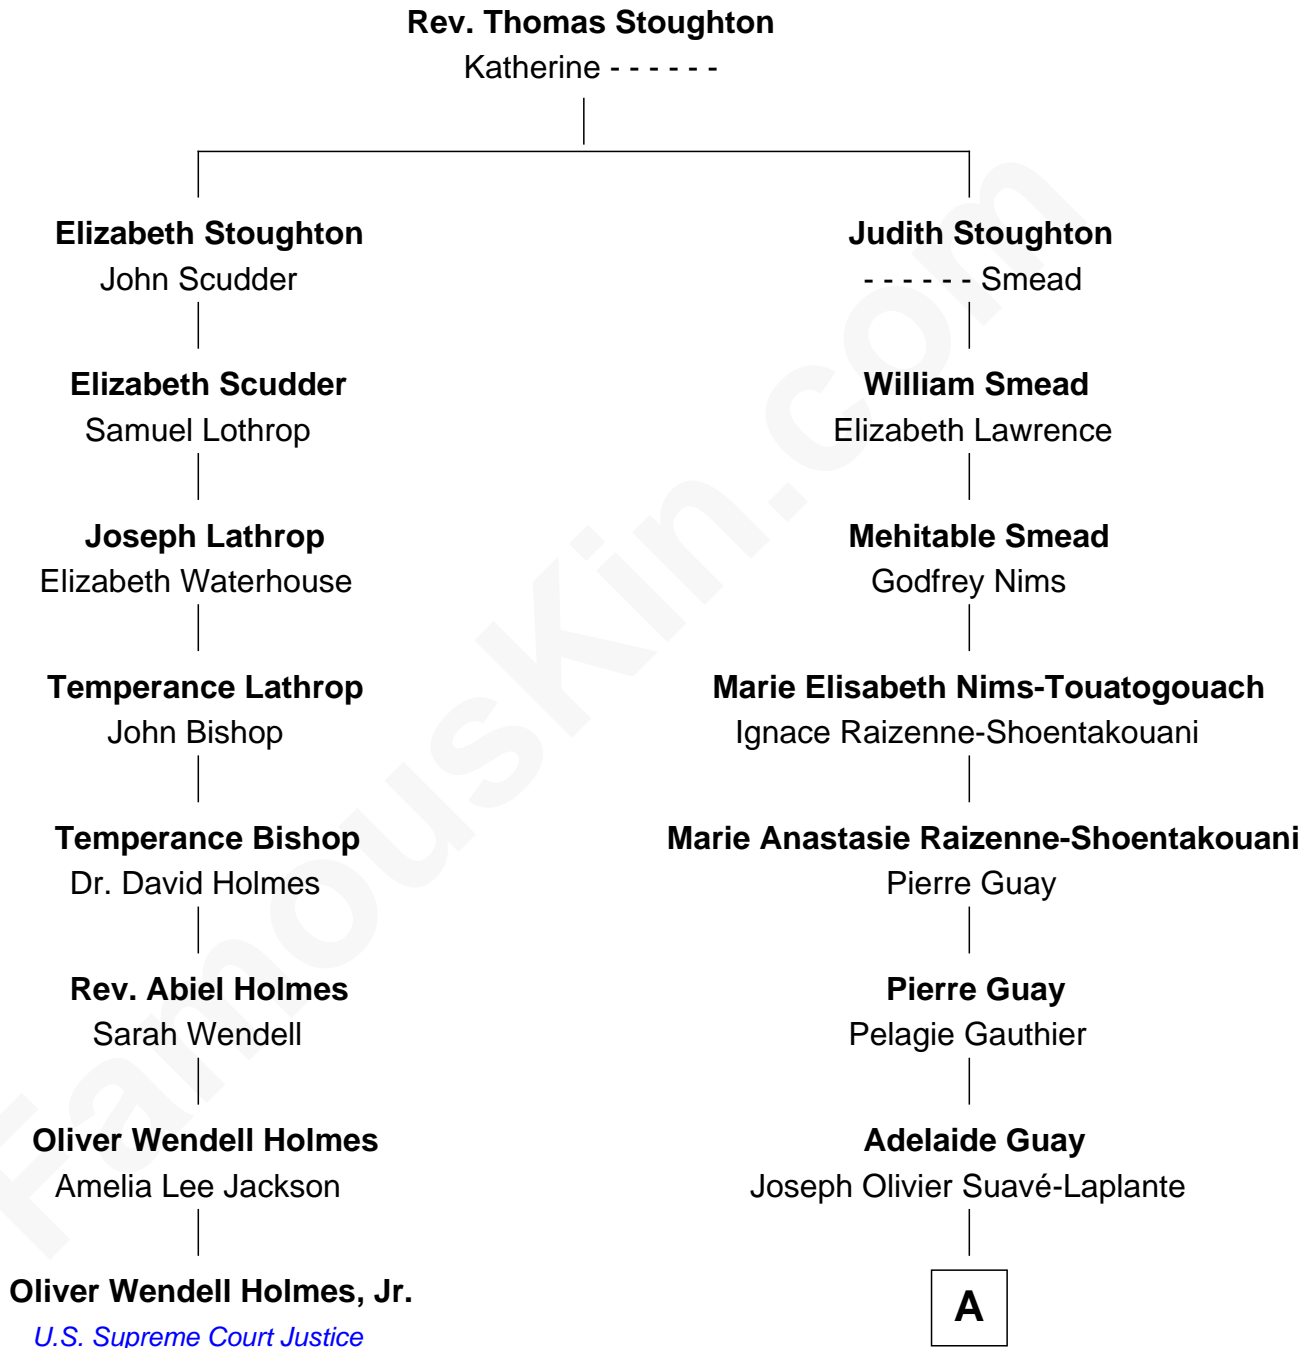 Rev. Thomas Stoughton
Katherine - - - - - -
Elizabeth Stoughton
John Scudder
Elizabeth Scudder
Samuel Lothrop
Joseph Lathrop
Elizabeth Waterhouse
Temperance Lathrop
John Bishop
Temperance Bishop
Dr. David Holmes
Rev. Abiel Holmes
Sarah Wendell
Oliver Wendell Holmes
Amelia Lee Jackson
Oliver Wendell Holmes, Jr.
U.S. Supreme Court Justice
Judith Stoughton
- - - - - - Smead
William Smead
Elizabeth Lawrence
Mehitable Smead
Godfrey Nims
Marie Elisabeth Nims-Touatogouach
Ignace Raizenne-Shoentakouani
Marie Anastasie Raizenne-Shoentakouani
Pierre Guay
Pierre Guay
Pelagie Gauthier
Adelaide Guay
Joseph Olivier Suavé-Laplante
A
FamousKin.com